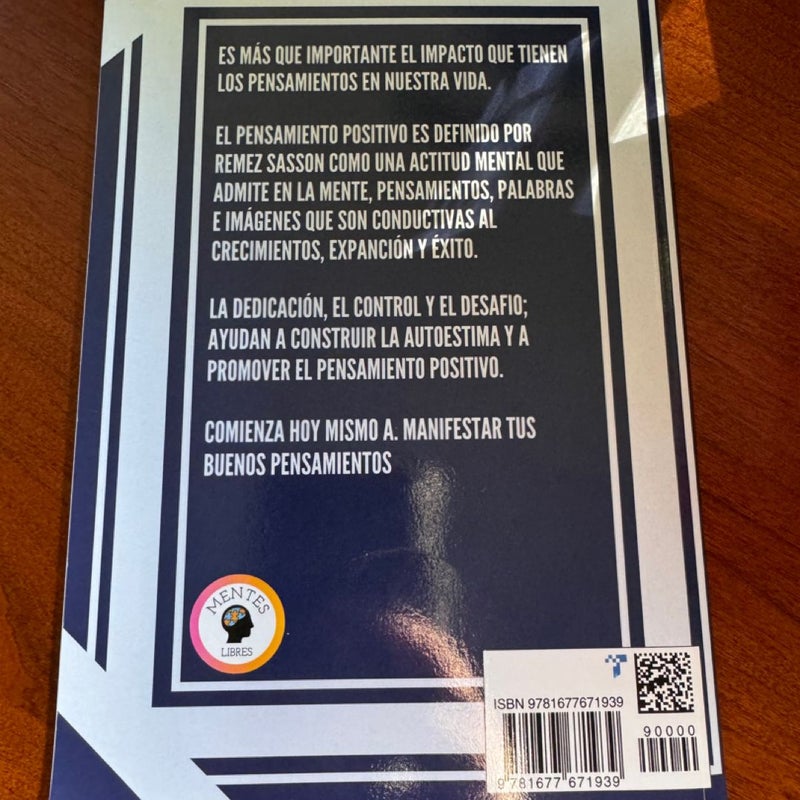 ES MÁS QUE IMPORTANTE EL IMPACTO QUE TIENEN
LOS PENSAMIENTOS EN NUESTRA VIDA.
EL PENSAMIENTO POSITIVO ES DEFINIDO POR
REMEZ SASSON COMO UNA ACTITUD MENTAL QUE
ADMITE EN LA MENTE, PENSAMIENTOS, PALABRAS
E IMÁGENES QUE SON CONDUCTIVAS AL
CRECIMIENTOS, EXPANCIÓN Y ÉXITO.
LA DEDICACIÓN, EL CONTROL Y EL DESAFIO;
AYUDAN A CONSTRUIR LA AUTOESTIMA Y A
PROMOVER EL PENSAMIENTO POSITIVO.
COMIENZA HOY MISMO A. MANIFESTAR TUS
BUENOS PENSAMIENTOS
MENTES
LIBRES
ISBN 9781677671939
90000
9 781677 671939